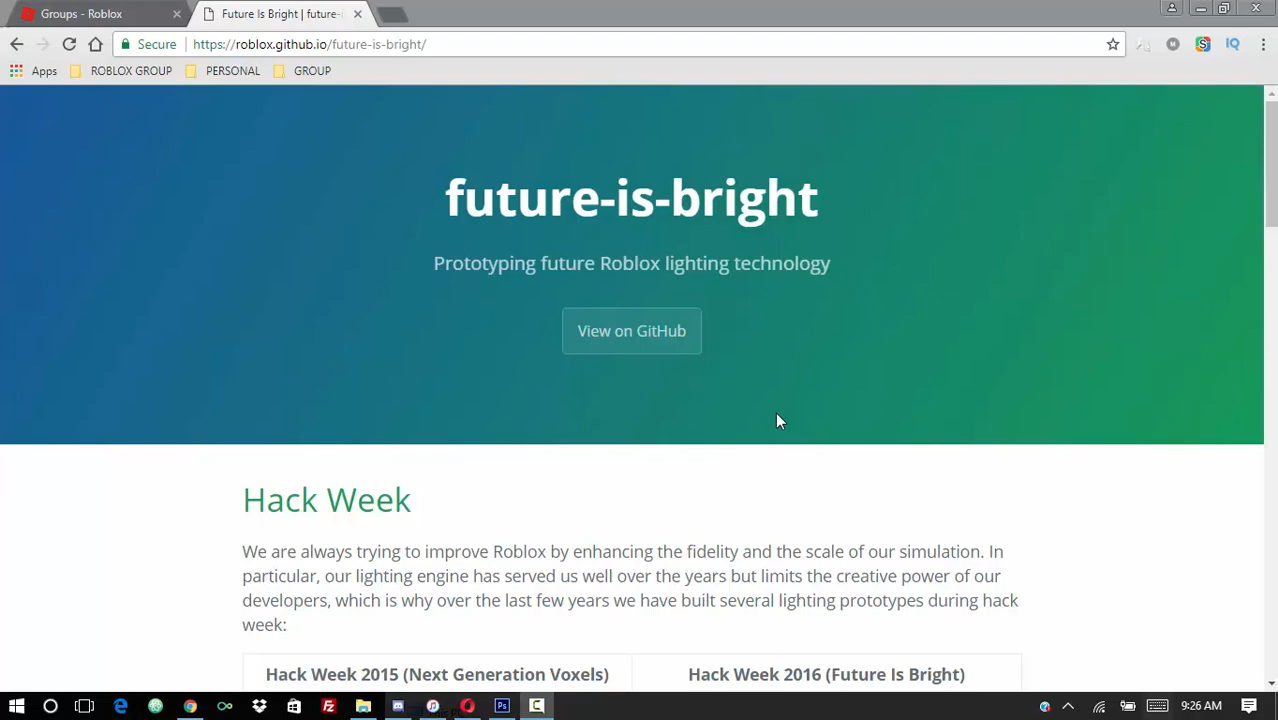 Groups - Roblox
Future Is Bright | future-i
Secure
https://roblox.github.io/future-is-bright/
Apps
ROBLOX GROUP
PERSONAL
GROUP
future-is-bright
Prototyping future Roblox lighting technology
View on GitHub
Hack Week
We are always trying to improve Roblox by enhancing the fidelity and the scale of our simulation. In
particular, our lighting engine has served us well over the years but limits the creative power of our
developers, which is why over the last few years we have built several lighting prototypes during hack
week:
Hack Week 2015 (Next Generation Voxels)
Hack Week 2016 (Future Is Bright)
9:26 AM